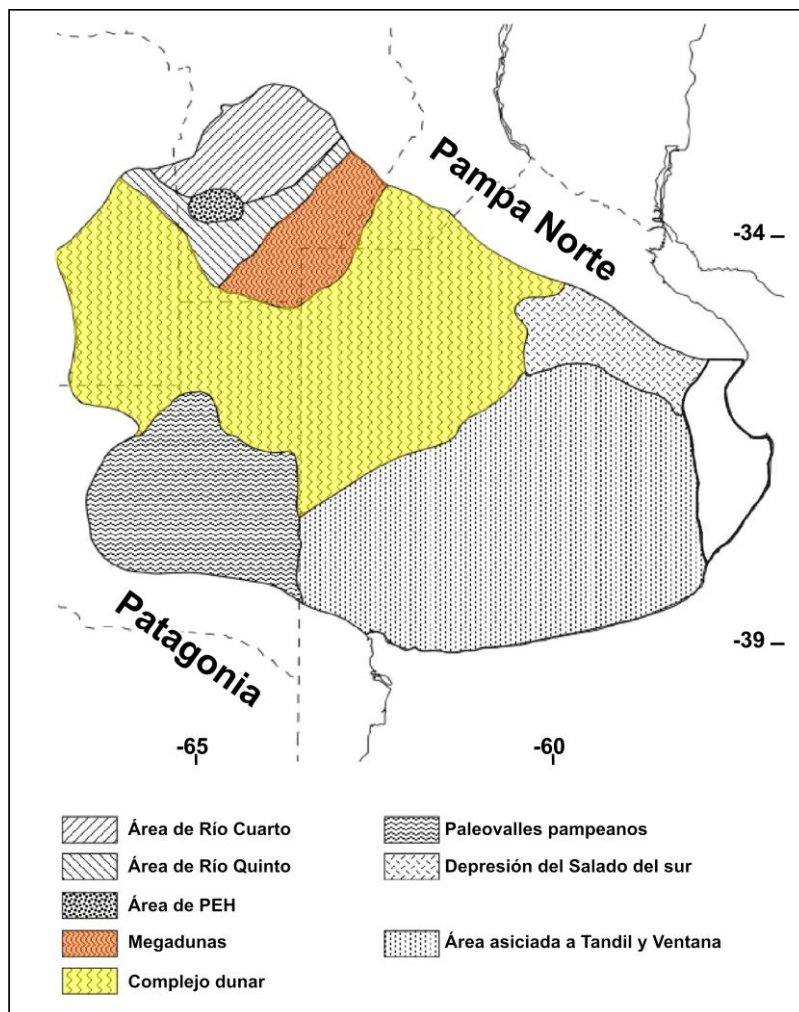 Pampa Norte
-34
-39
Patagonia
-65
-60
Área de Río Cuarto
Área de Río Quinto
Área de PEH
Megadunas
Complejo dunar
Paleovalles pampeanos
Depresión del Salado del sur
Área asiciada a Tandil y Ventana